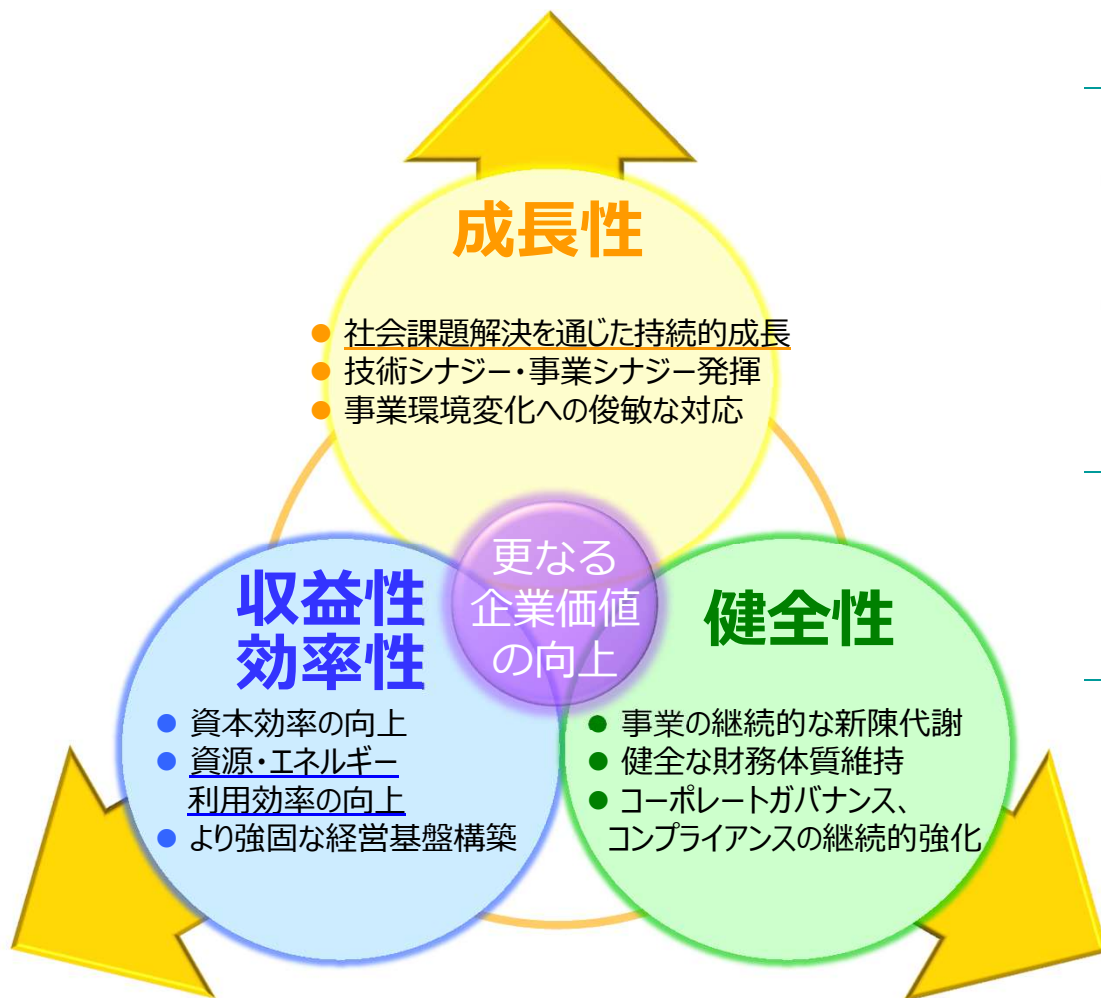 成長性
● 社会課題解決を通じた持続的成長
● 技術シナジー・事業シナジー発揮
● 事業環境変化への俊敏な対応
更なる
企業価値
の向上
収益性
効率性
● 資本効率の向上
● 資源・エネルギー
利用効率の向上
● より強固な経営基盤構築
健全性
● 事業の継続的な新陳代謝
● 健全な財務体質維持
● コーポレートガバナンス、
コンプライアンスの継続的強化